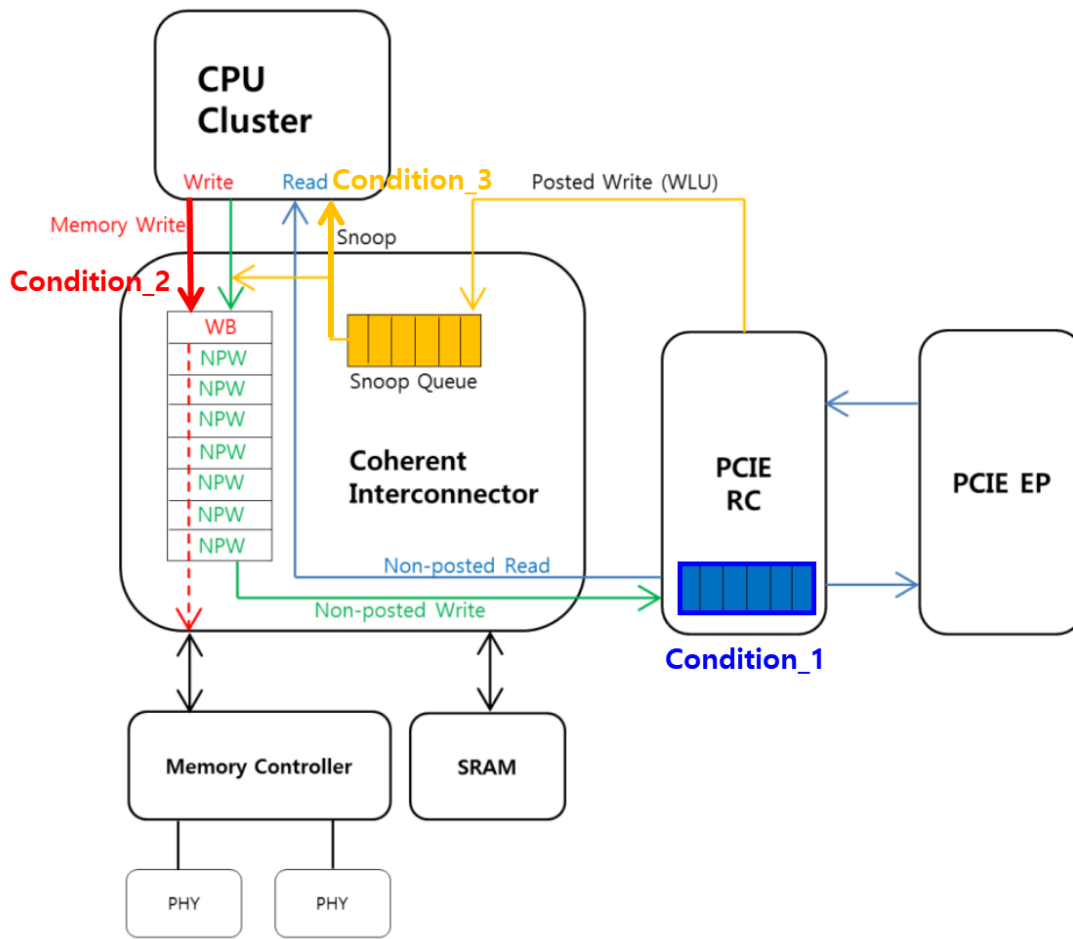 CPU
Cluster
Write
Read
Condition_3
Posted Write (WLU)
Memory Write
Snoop
Condition_2
WB
NPW
NPW
NPW
NPW
NPW
NPW
NPW
Snoop Queue
Coherent
Interconnector
PCIE
RC
PCIE EP
Non-posted Read
Non-posted Write
Condition_1
Memory Controller
SRAM
PHY
PHY